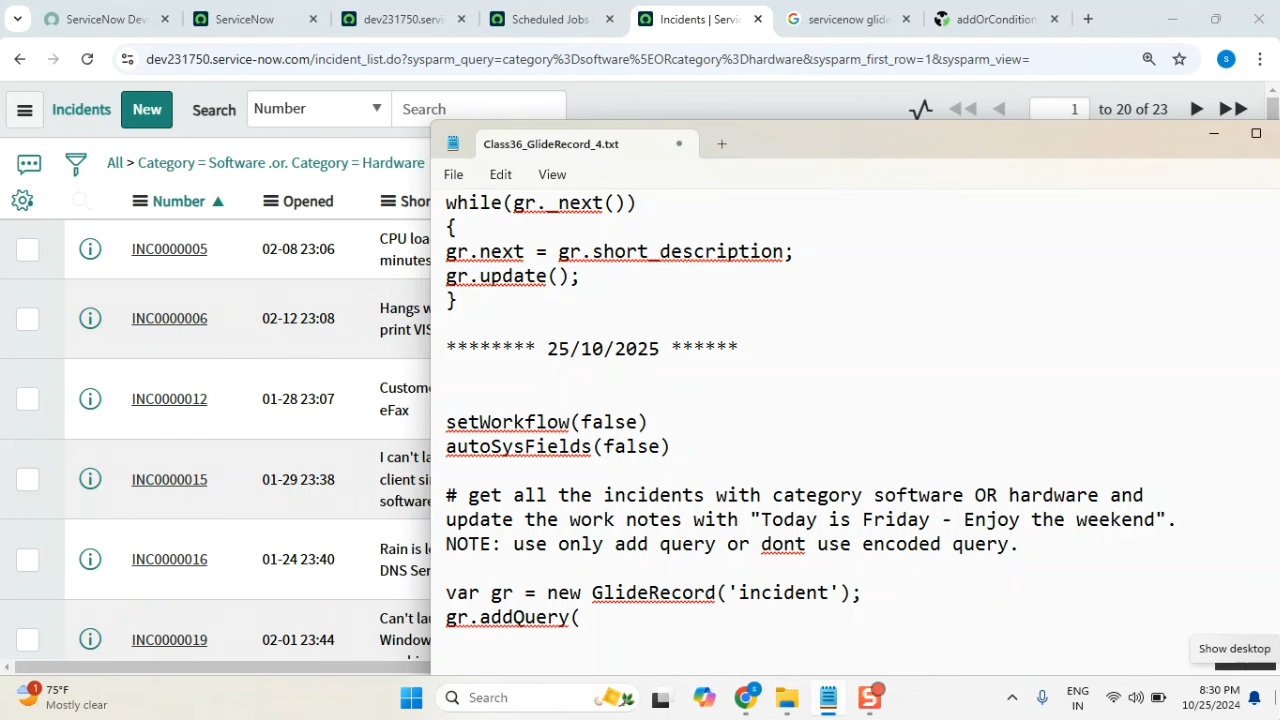 ServiceNow Dev
ServiceNow
dev231750.servi
Scheduled Jobs
Incidents | Servi
servicenow glide
addOrCondition
dev231750.service-now.com/incident_list.do?sysparm_query=category%3Dsoftware%5EORcategory%3Dhardware&sysparm_first_row=1&sysparm_view=
S
Incidents
New
Search
Number
Search
1
to 20 of 23
All > Category = Software .or. Category = Hardware
Number
Opened
Shor
INC0000005
02-08 23:06
CPU loa
minutes
INC0000006
02-12 23:08
Hangs w
print VIS
INC0000012
01-28 23:07
Custome
eFax
INC0000015
01-29 23:38
I can't la
client sin
software
INC0000016
01-24 23:40
Rain is le
DNS Ser
INC0000019
02-01 23:44
Can't lau
Window
Class36_GlideRecord_4.txt
File
Edit
View
while(gr._next())
{
gr.next = gr.short_description;
gr.update();
}
******** 25/10/2025 ******
setWorkflow(false)
autoSysFields(false)
# get all the incidents with category software OR hardware and
update the work notes with "Today is Friday - Enjoy the weekend".
NOTE: use only add query or dont use encoded query.
var gr = new GlideRecord('incident');
gr.addQuery(
Show desktop
1
75°F
Mostly clear
Search
ENG
IN
8:30 PM
10/25/2024